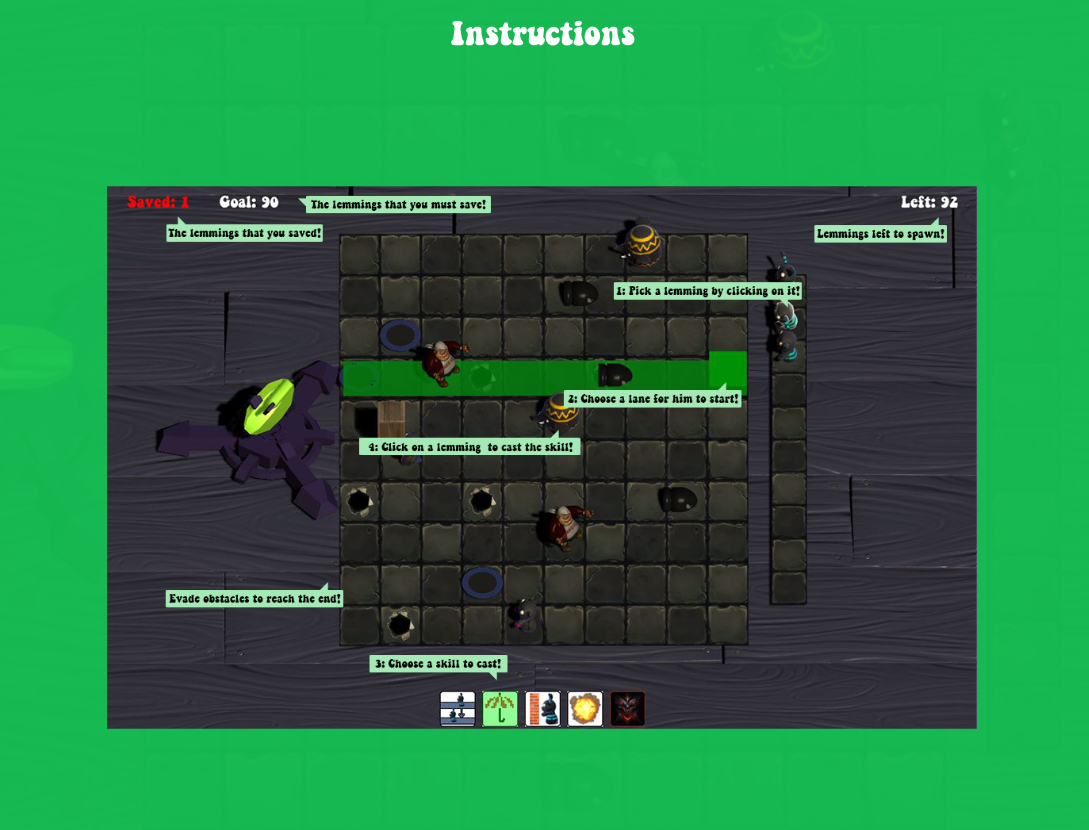 Instructions
Saved: 1
Goal: 90
The lemmings that you must save!
Left: 92
The lemmings that you saved!
Lemmings left to spawn!
1: Pick a lemming by clicking on it!
2: Choose a lane for him to start!
4: Click on a lemming to cast the skill!
Evade obstacles to reach the end!
3: Choose a skill to cast!